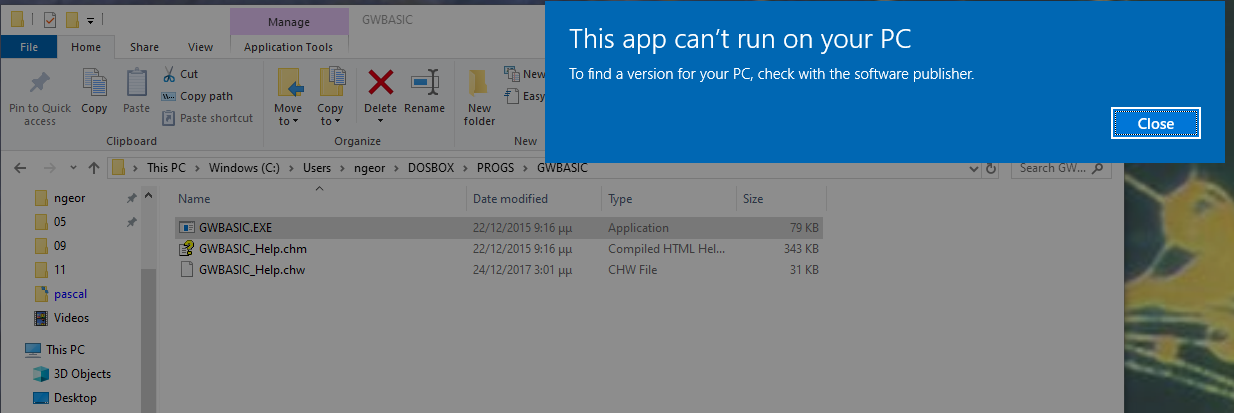 Manage
GWBASIC
File
Home
Share
View
Application Tools
Pin to Quick access
Copy
Paste
Cut
Copy path
Paste shortcut
Clipboard
Move to
Copy to
Delete
Rename
Organize
New folder
New
Easy
New
This app can't run on your PC
To find a version for your PC, check with the software publisher.
Close
This PC > Windows (C:) > Users > ngeor > DOSBOX > PROGS > GWBASIC
Search GW...
ngeor
05
09
11
pascal
Videos
This PC
3D Objects
Desktop
Name Date modified Type Size
GWBASIC.EXE 22/12/2015 9:16 μμ Application 79 KB
GWBASIC_Help.chm 22/12/2015 9:16 μμ Compiled HTML Hel... 343 KB
GWBASIC_Help.chw 24/12/2017 3:01 μμ CHW File 31 KB